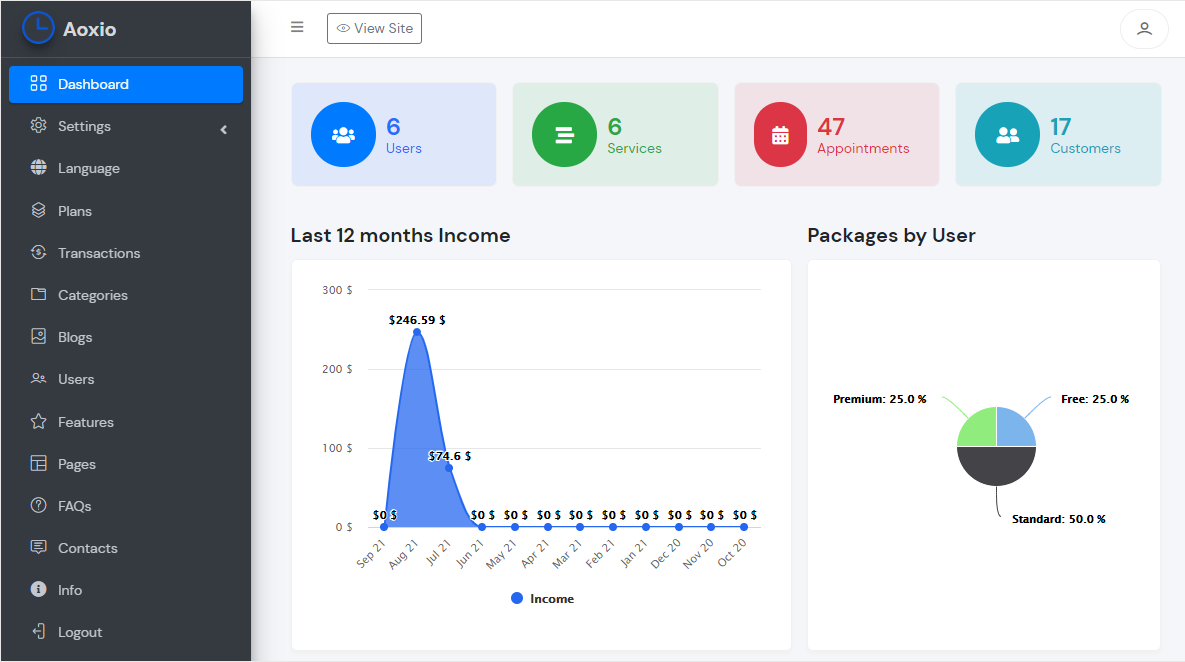 Aoxio
View Site
Dashboard
Settings
Language
Plans
Transactions
Categories
Blogs
Users
Features
Pages
FAQs
Contacts
Info
Logout
6
Users
6
Services
47
Appointments
17
Customers
Last 12 months Income
300 $
200 $
100 $
0 $
$246.59 $
$74.6 $
$0 $ $0 $ $0 $ $0 $ $0 $ $0 $ $0 $ $0 $ $0 $ $0 $
Sep 21 Aug 21 Jul 21 Jun 21 May 21 Apr 21 Mar 21 Feb 21 Jan 21 Dec 20 Nov 20 Oct 20
Income
Packages by User
Premium: 25.0 %
Free: 25.0 %
Standard: 50.0 %